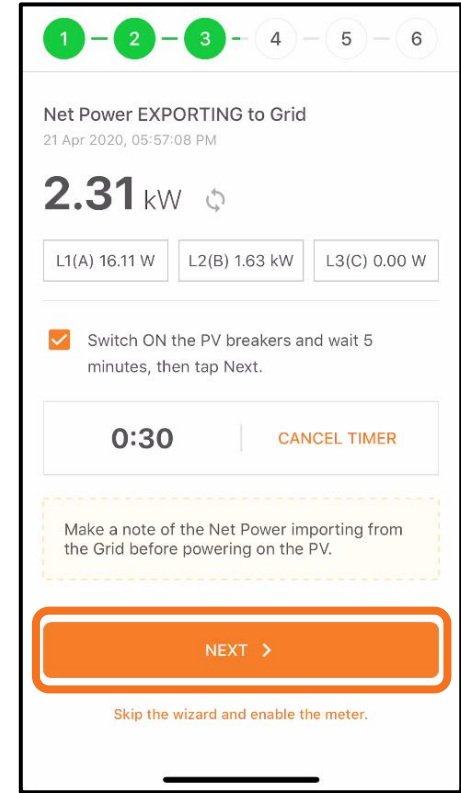 1 2 3 4 5 6
Net Power EXPORTING to Grid
21 Apr 2020, 05:57:08 PM
2.31 kW
L1(A) 16.11 W L2(B) 1.63 kW L3(C) 0.00 W
Switch ON the PV breakers and wait 5
minutes, then tap Next.
0:30 CANCEL TIMER
Make a note of the Net Power importing from
the Grid before powering on the PV.
NEXT >
Skip the wizard and enable the meter.